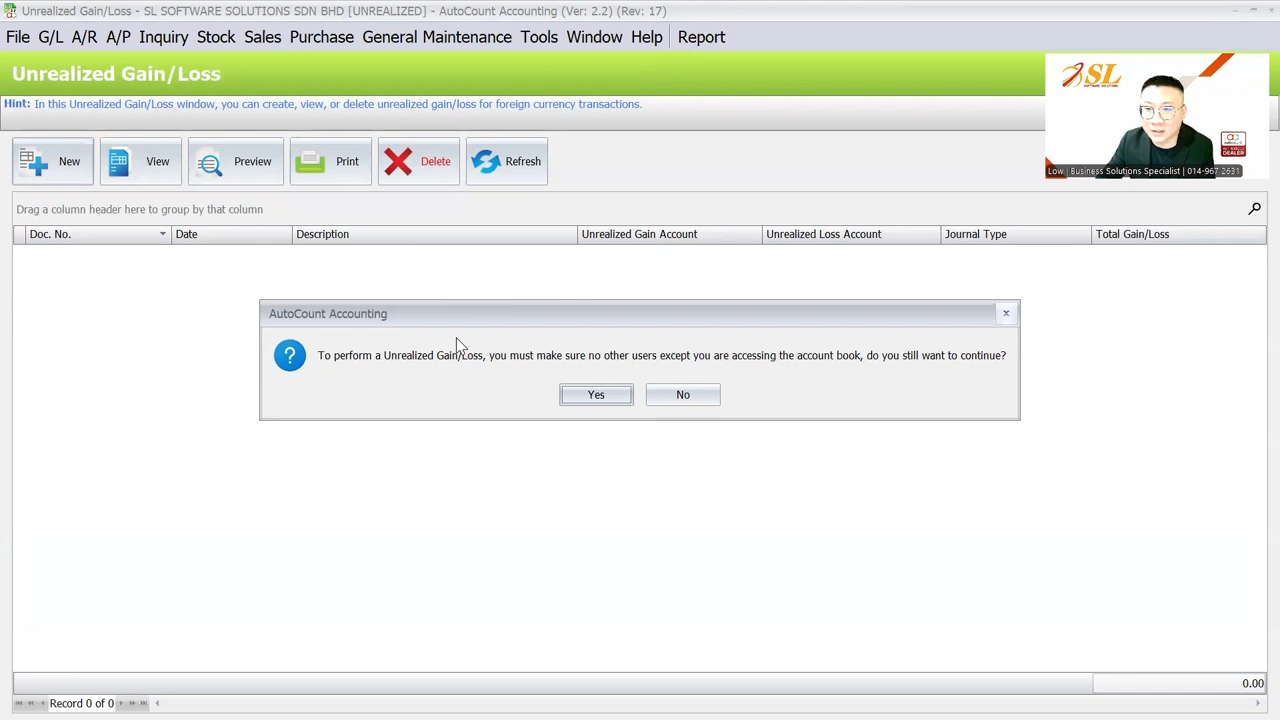 Unrealized Gain/Loss - SL SOFTWARE SOLUTIONS SDN BHD [UNREALIZED] - AutoCount Accounting (Ver: 2.2) (Rev: 17)
File G/L A/R A/P Inquiry Stock Sales Purchase General Maintenance Tools Window Help Report
Unrealized Gain/Loss
Hint: In this Unrealized Gain/Loss window, you can create, view, or delete unrealized gain/loss for foreign currency transactions.
SL
SOFTWARE SOLUTIONS
DEALER
Low | Business Solutions Specialist | 014-967 2631
New View Preview Print Delete Refresh
Drag a column header here to group by that column
Doc. No. Date Description Unrealized Gain Account Unrealized Loss Account Journal Type Total Gain/Loss
AutoCount Accounting
To perform a Unrealized Gain/Loss, you must make sure no other users except you are accessing the account book, do you still want to continue?
Yes No
0.00
Record 0 of 0